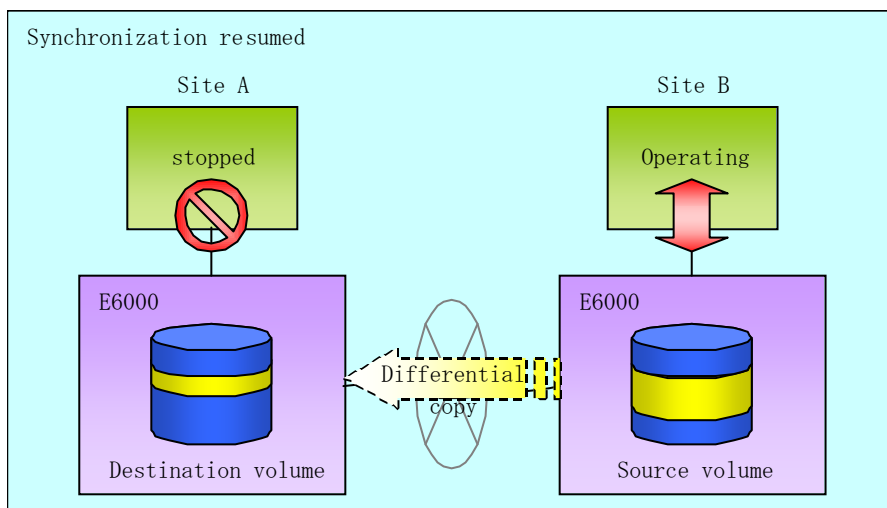 Synchronization resumed
Site A
Site B
stopped
Operating
E6000
E6000
Differential
copy
Destination volume
Source volume